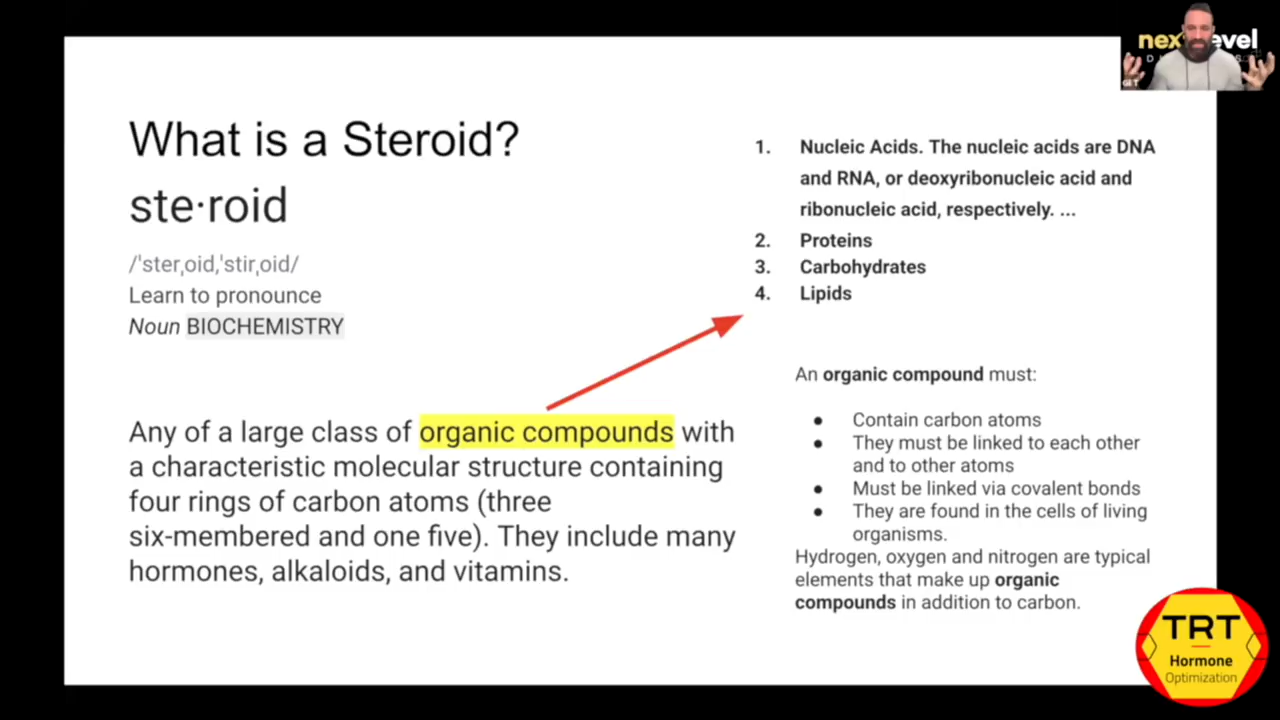 What is a Steroid?
ste·roid
/ˈsterˌoid,ˈstirˌoid/
Learn to pronounce
Noun BIOCHEMISTRY
Any of a large class of organic compounds with
a characteristic molecular structure containing
four rings of carbon atoms (three
six-membered and one five). They include many
hormones, alkaloids, and vitamins.
1. Nucleic Acids. The nucleic acids are DNA
and RNA, or deoxyribonucleic acid and
ribonucleic acid, respectively. ...
2. Proteins
3. Carbohydrates
4. Lipids
An organic compound must:
● Contain carbon atoms
● They must be linked to each other
and to other atoms
● Must be linked via covalent bonds
● They are found in the cells of living
organisms.
Hydrogen, oxygen and nitrogen are typical
elements that make up organic
compounds in addition to carbon.
TRT
Hormone
Optimization